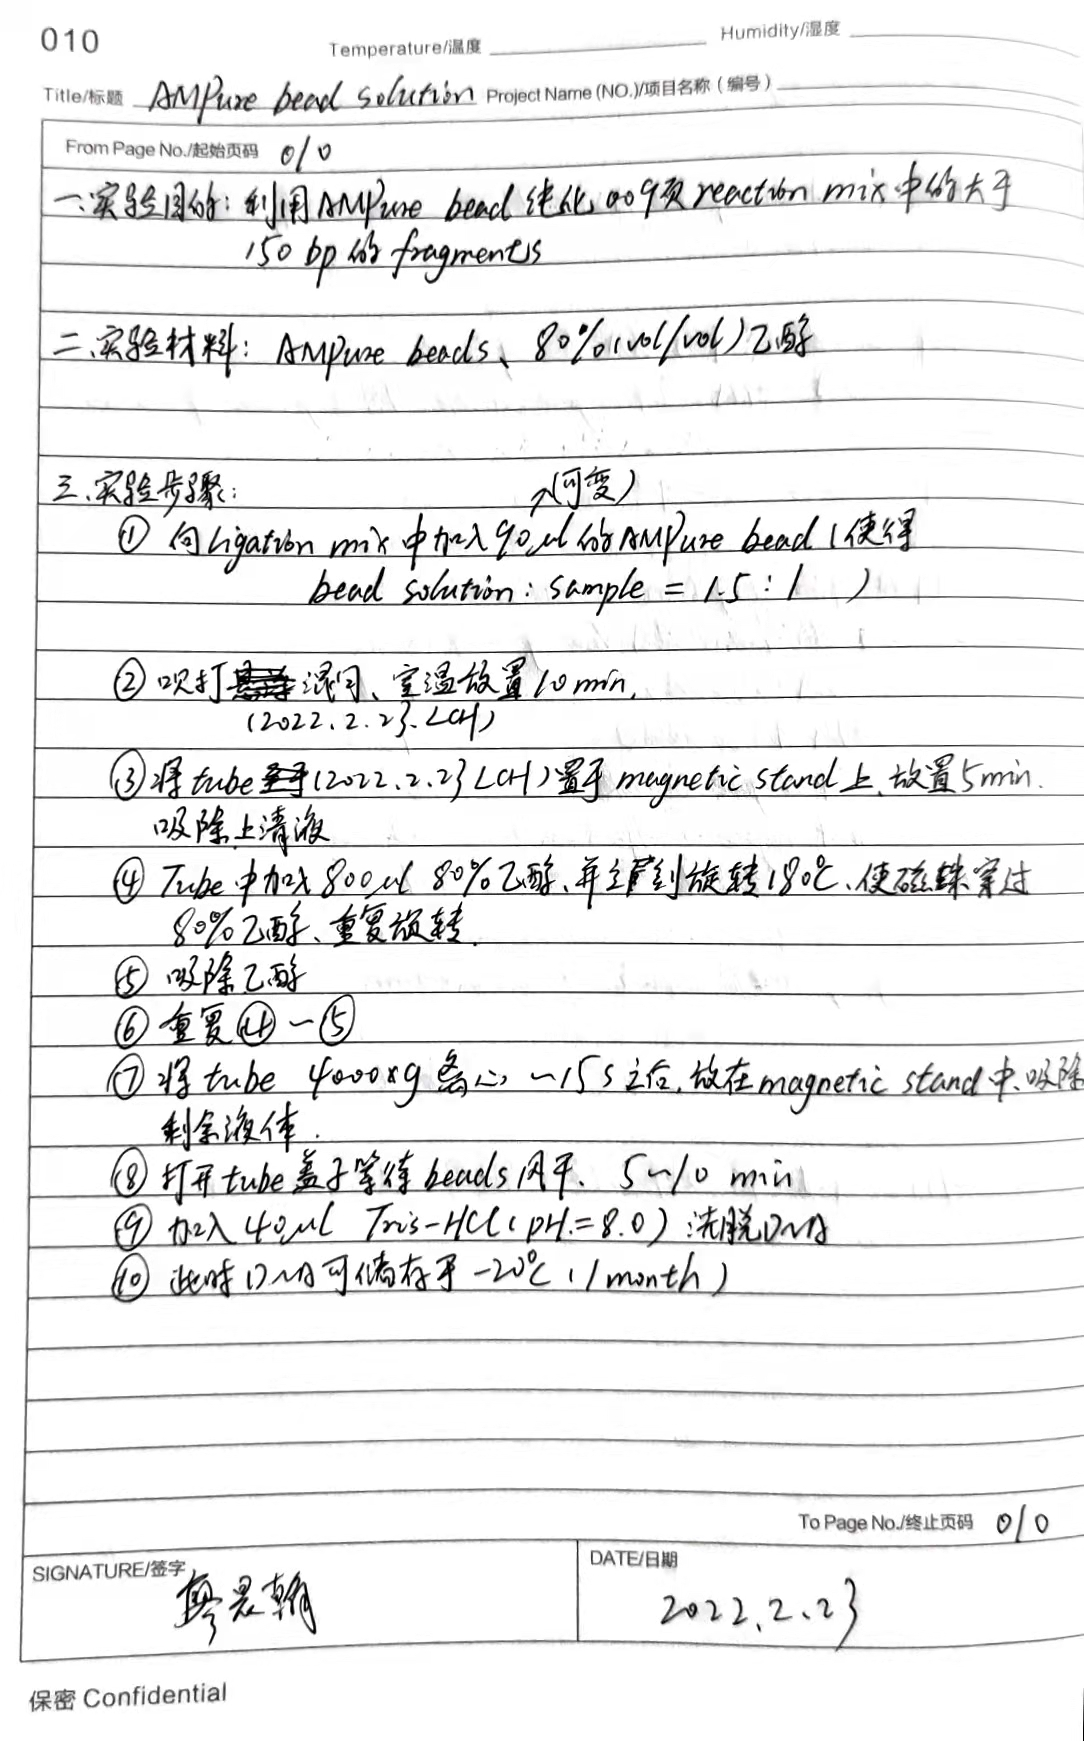 010
Temperature/温度
Humidity/湿度
Title/标题 AMPure bead solution Project Name (NO.)/项目名称（编号）
From Page No./起始页码 010
一.实验目的：利用AMPure bead纯化009页reaction mix中的大于
150 bp的fragments
二.实验材料：AMPure beads、80%(vol/vol)乙醇
三.实验步骤：
↗(可变)
① 向Ligation mix中加入90μl的AMPure bead（使得
bead solution：sample = 1.5：1 ）
② 吹打混匀、室温放置10min.
(2022.2.23.LCH)
③ 将tube(2022.2.23 LCH)置于magnetic stand上.放置5min.
吸除上清液
④ Tube中加入800μl 80%乙醇、并立刻旋转180℃、使磁珠穿过
80%乙醇、重复旋转.
⑤ 吸除乙醇
⑥ 重复④~⑤
⑦ 将tube 4000×g离心~15s之后.放在magnetic stand中.吸除
剩余液体.
⑧ 打开tube盖子等待beads风干. 5~10 min
⑨ 加入40μl Tris-HCl(pH=8.0)洗脱DNA
⑩ 此时DNA可储存于-20℃(1month)
To Page No./终止页码 010
SIGNATURE/签字
DATE/日期
2022.2.23
保密 Confidential